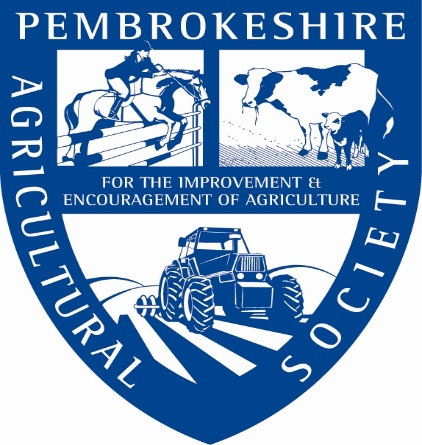 PEMBROKESHIRE
AGRICULTURAL
SOCIETY
FOR THE IMPROVEMENT &
ENCOURAGEMENT OF AGRICULTURE